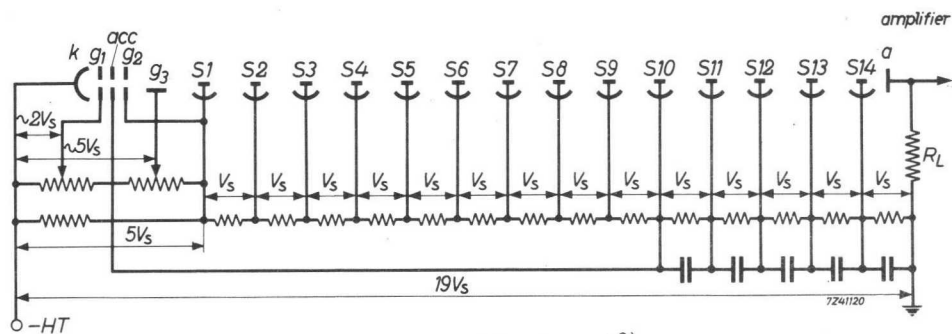 amplifier
k g1 acc g2 g3 S1 S2 S3 S4 S5 S6 S7 S8 S9 S10 S11 S12 S13 S14 a
~2Vs
~5Vs
RL
Vs Vs Vs Vs Vs Vs Vs Vs Vs Vs Vs Vs Vs Vs
5Vs
19Vs
7Z41120
-HT